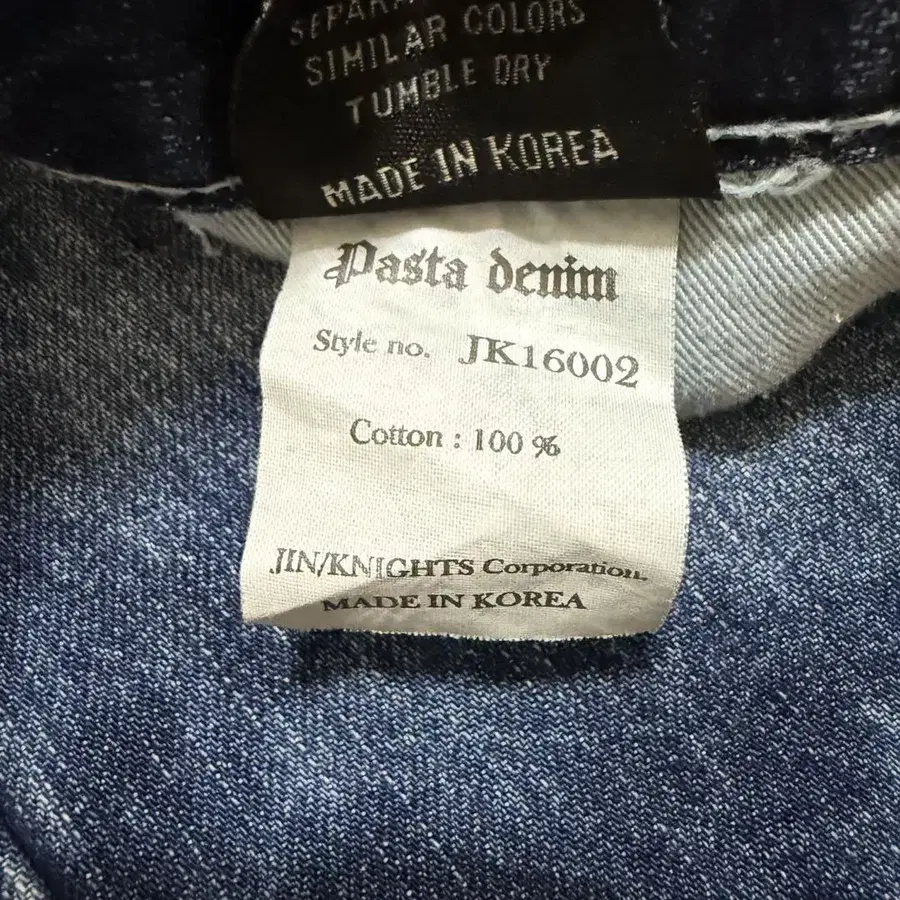 SIMILAR COLORS
TUMBLE DRY
MADE IN KOREA
Pasta denim
Style no. JK16002
Cotton : 100 %
JIN/KNIGHTS Corporation.
MADE IN KOREA